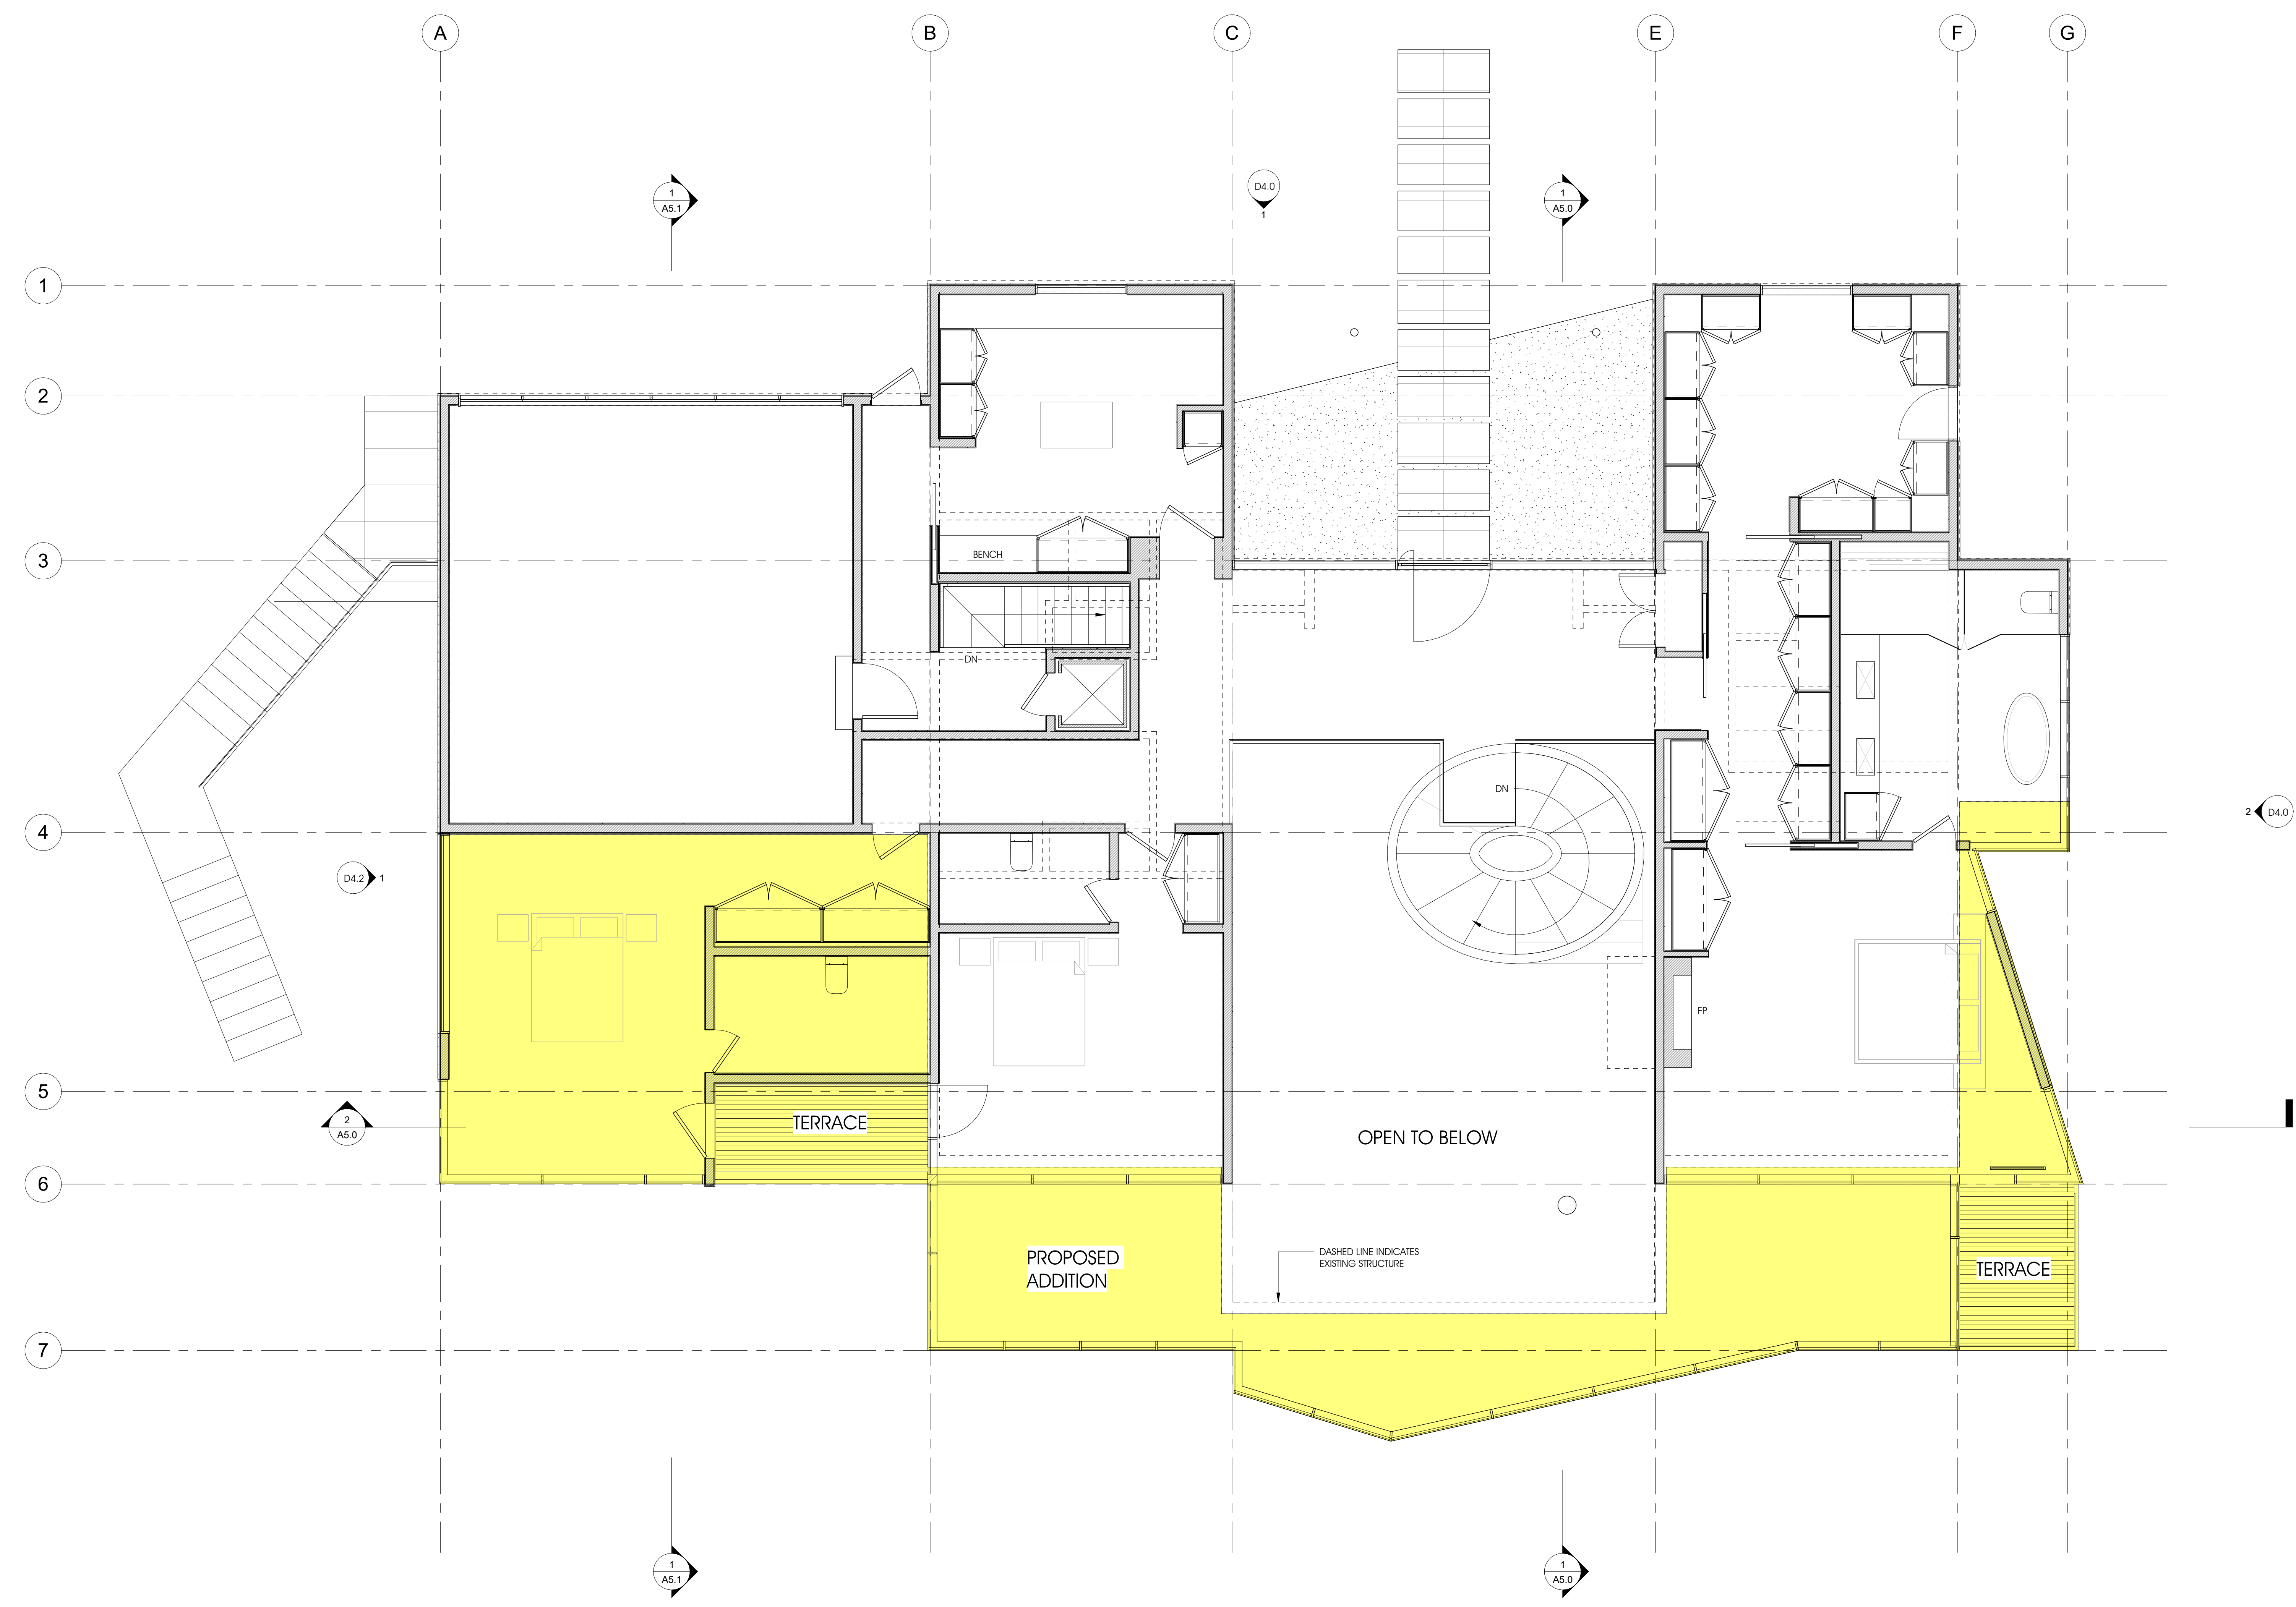 A
B
C
E
F
G
1
A5.1
D4.0
1
1
A5.0
1
2
3
BENCH
DN
DN
4
2
D4.0
D4.2
1
FP
5
TERRACE
2
A5.0
OPEN TO BELOW
6
PROPOSED
ADDITION
DASHED LINE INDICATES
EXISTING STRUCTURE
TERRACE
7
1
A5.1
1
A5.0